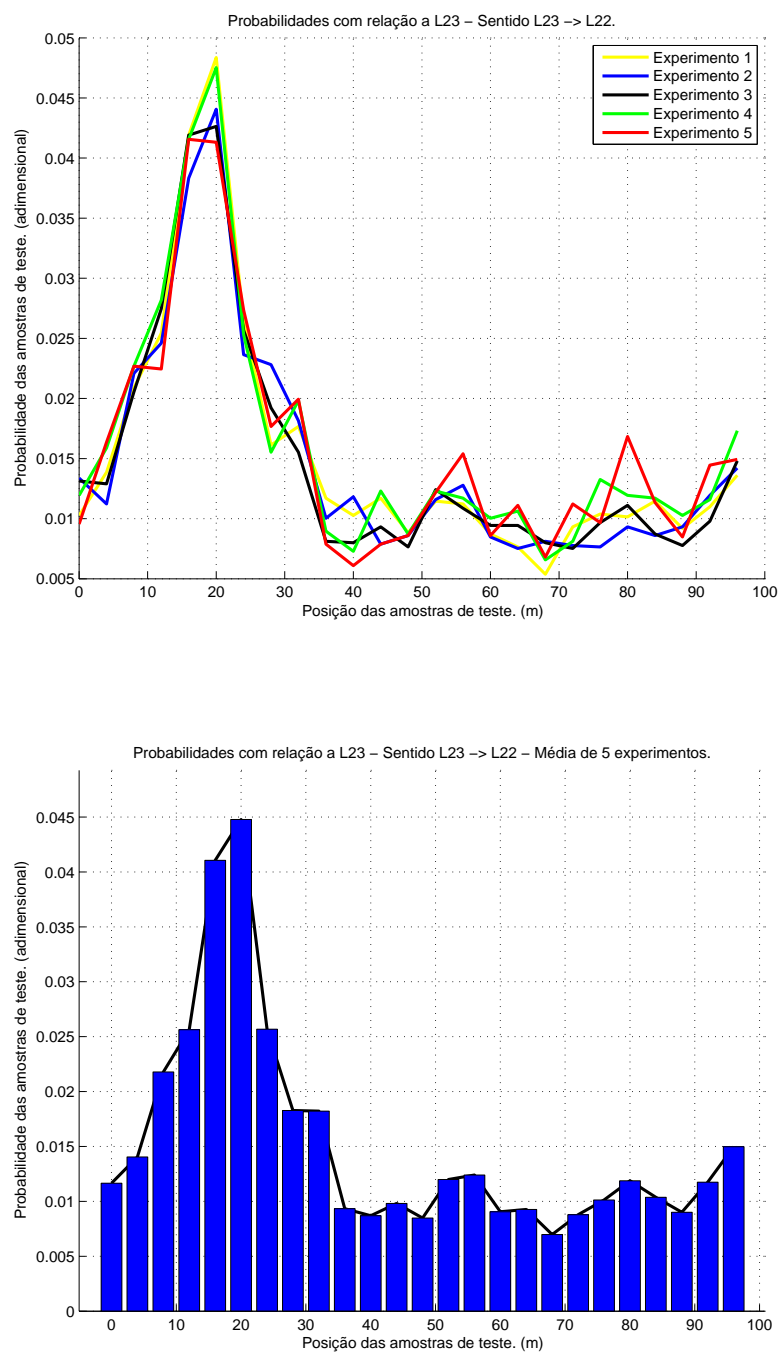 Probabilidades com relação a L23 – Sentido L23 –> L22.
0.05
0.045
0.04
0.035
0.03
0.025
0.02
0.015
0.01
0.005
Probabilidade das amostras de teste. (adimensional)
Experimento 1
Experimento 2
Experimento 3
Experimento 4
Experimento 5
0 10 20 30 40 50 60 70 80 90 100
Posição das amostras de teste. (m)
Probabilidades com relação a L23 – Sentido L23 –> L22 – Média de 5 experimentos.
0.045
0.04
0.035
0.03
0.025
0.02
0.015
0.01
0.005
0
Probabilidade das amostras de teste. (adimensional)
0 10 20 30 40 50 60 70 80 90 100
Posição das amostras de teste. (m)